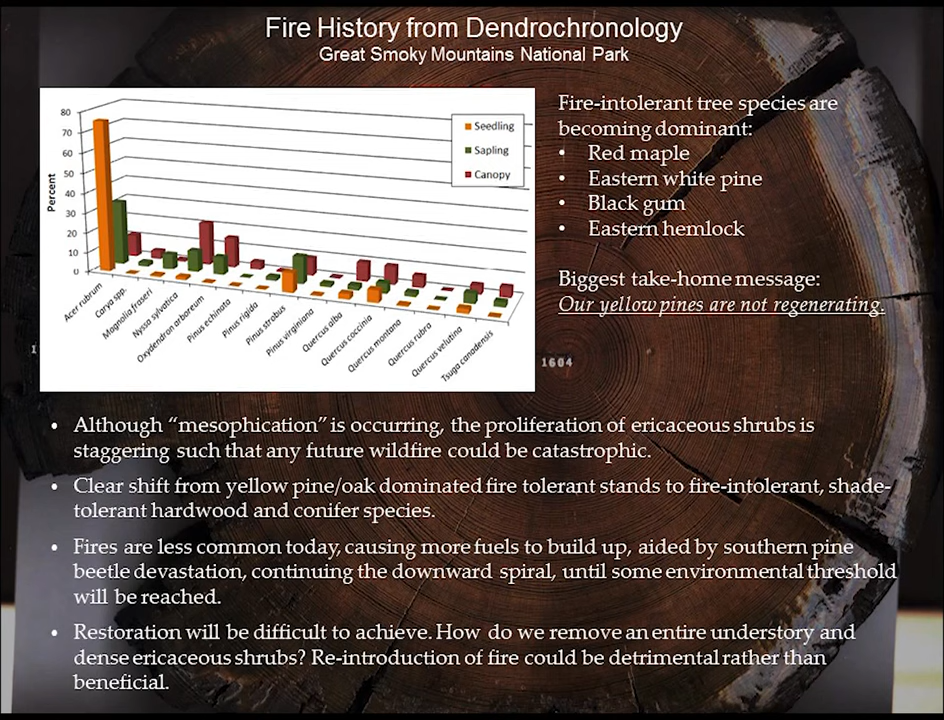 Fire History from Dendrochronology
Great Smoky Mountains National Park
80
70
60
50
40
30
20
10
0
Percent
Seedling
Sapling
Canopy
Acer rubrum
Carya spp.
Magnolia fraseri
Nyssa sylvatica
Oxydendron arboreum
Pinus echinata
Pinus rigida
Pinus strobus
Pinus virginiana
Quercus alba
Quercus coccinia
Quercus montana
Quercus rubra
Quercus velutina
Tsuga canadensis
Fire-intolerant tree species are
becoming dominant:
• Red maple
• Eastern white pine
• Black gum
• Eastern hemlock
Biggest take-home message:
Our yellow pines are not regenerating.
1604
• Although “mesophication” is occurring, the proliferation of ericaceous shrubs is
staggering such that any future wildfire could be catastrophic.
• Clear shift from yellow pine/oak dominated fire tolerant stands to fire-intolerant, shade-
tolerant hardwood and conifer species.
• Fires are less common today, causing more fuels to build up, aided by southern pine
beetle devastation, continuing the downward spiral, until some environmental threshold
will be reached.
• Restoration will be difficult to achieve. How do we remove an entire understory and
dense ericaceous shrubs? Re-introduction of fire could be detrimental rather than
beneficial.